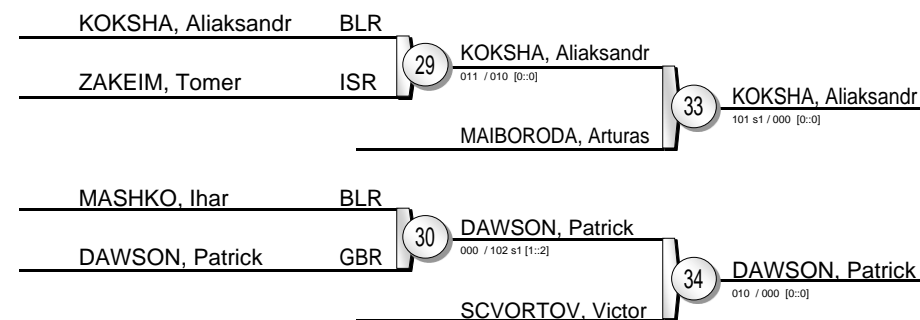 KOKSHA, Aliaksandr BLR
29
KOKSHA, Aliaksandr
011 / 010 [0::0]
ZAKEIM, Tomer ISR
33
KOKSHA, Aliaksandr
101 s1 / 000 [0::0]
MAIBORODA, Arturas
MASHKO, Ihar BLR
30
DAWSON, Patrick
000 / 102 s1 [1::2]
DAWSON, Patrick GBR
34
DAWSON, Patrick
010 / 000 [0::0]
SCVORTOV, Victor